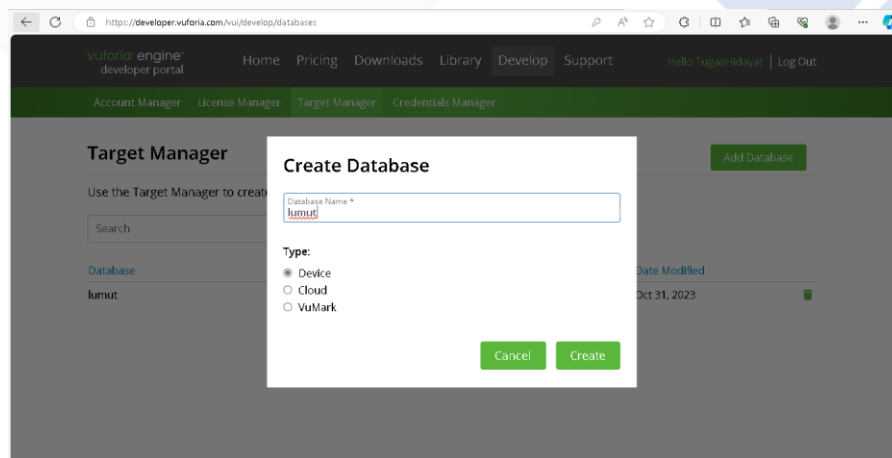 https://developer.vuforia.com/vui/develop/databases
vuforia engine™
developer portal
Home Pricing Downloads Library Develop Support
Hello TugasHidayat | Log Out
Account Manager License Manager Target Manager Credentials Manager
Target Manager
Add Database
Use the Target Manager to create
Search
Database
Date Modified
lumut
Oct 31, 2023
Create Database
Database Name *
lumut
Type:
Device
Cloud
VuMark
Cancel Create